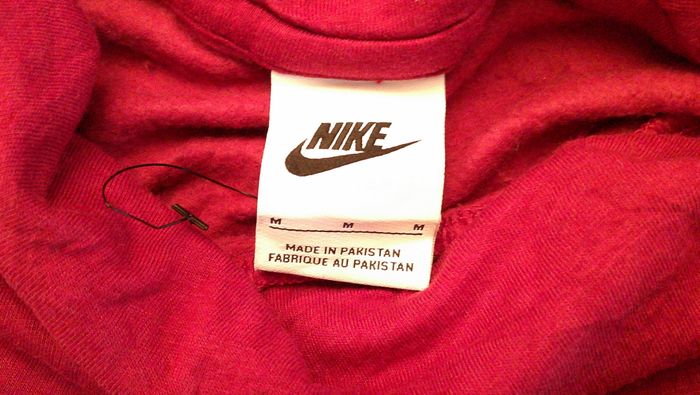 NIKE
M M M
MADE IN PAKISTAN
FABRIQUE AU PAKISTAN